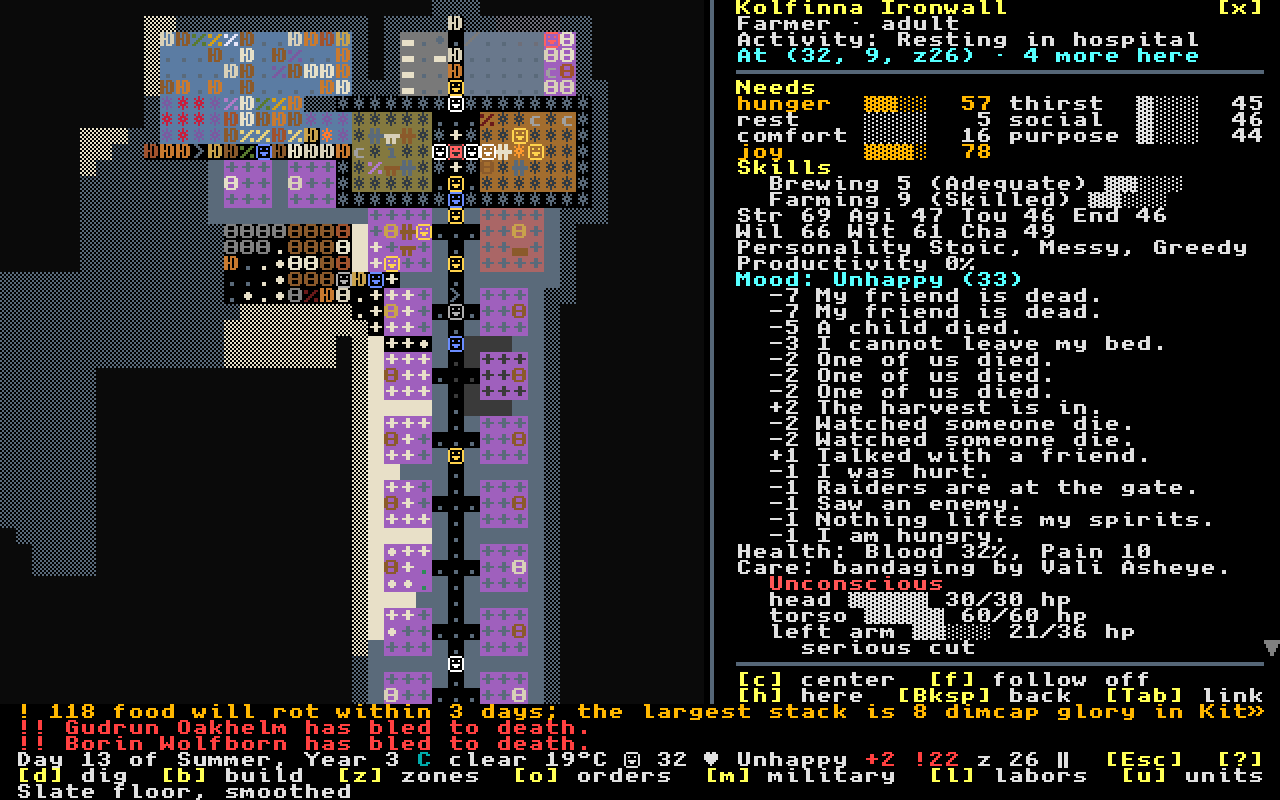 Kolfinna Ironwall [x]
Farmer · adult
Activity: Resting in hospital
At (32, 9, z26) · 4 more here
Needs
hunger 57 thirst 45
rest 5 social 46
comfort 16 purpose 44
joy 78
Skills
Brewing 5 (Adequate)
Farming 9 (Skilled)
Str 69 Agi 47 Tou 46 End 46
Wil 66 Wit 61 Cha 49
Personality Stoic, Messy, Greedy
Productivity 0%
Mood: Unhappy (33)
-7 My friend is dead.
-7 My friend is dead.
-5 A child died.
-3 I cannot leave my bed.
-2 One of us died.
-2 One of us died.
-2 One of us died.
+2 The harvest is in.
-2 Watched someone die.
-2 Watched someone die.
+1 Talked with a friend.
-1 I was hurt.
-1 Raiders are at the gate.
-1 Saw an enemy.
-1 Nothing lifts my spirits.
-1 I am hungry.
Health: Blood 32%, Pain 10
Care: bandaging by Vali Asheye.
Unconscious
head 30/30 hp
torso 60/60 hp
left arm 21/36 hp
serious cut
[c] center [f] follow off
[h] here [Bksp] back [Tab] link
! 118 food will rot within 3 days; the largest stack is 8 dimcap glory in Kit»
!! Gudrun Oakhelm has bled to death.
!! Borin Wolfborn has bled to death.
Day 13 of Summer, Year 3 C clear 19°C ☺ 32 ♥ Unhappy +2 !22 z 26 ‖ [Esc] [?]
[d] dig [b] build [z] zones [o] orders [m] military [l] labors [u] units
Slate floor, smoothed